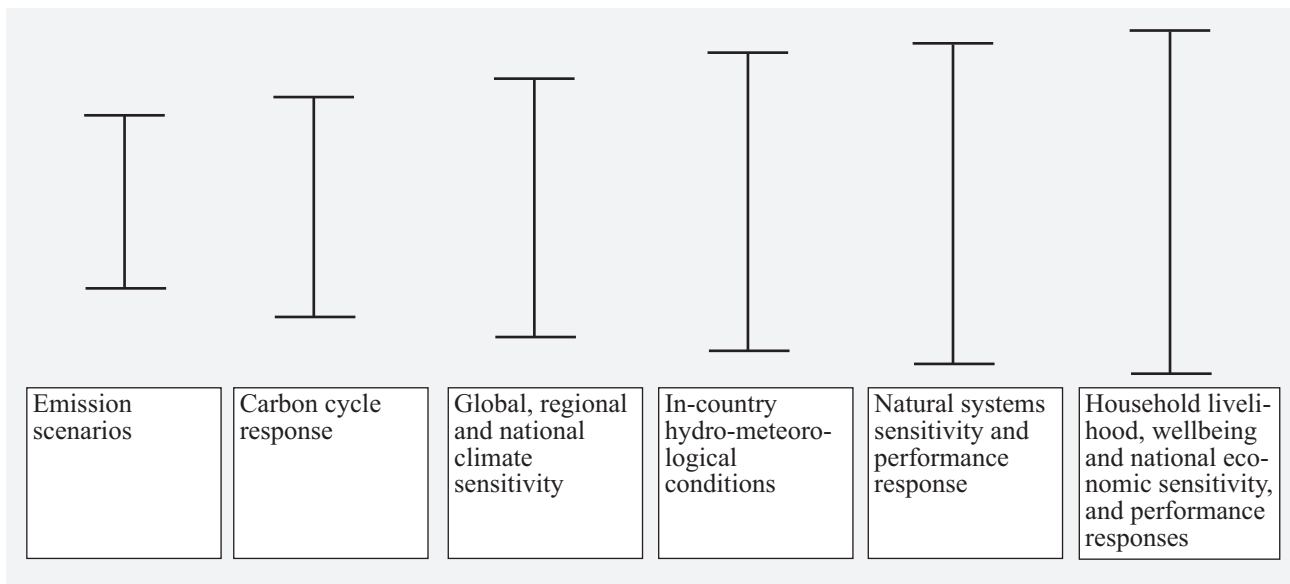 Emission
scenarios
Carbon cycle
response
Global, regional
and national
climate
sensitivity
In-country
hydro-meteoro-
logical
conditions
Natural systems
sensitivity and
performance
response
Household liveli-
hood, wellbeing
and national eco-
nomic sensitivity,
and performance
responses